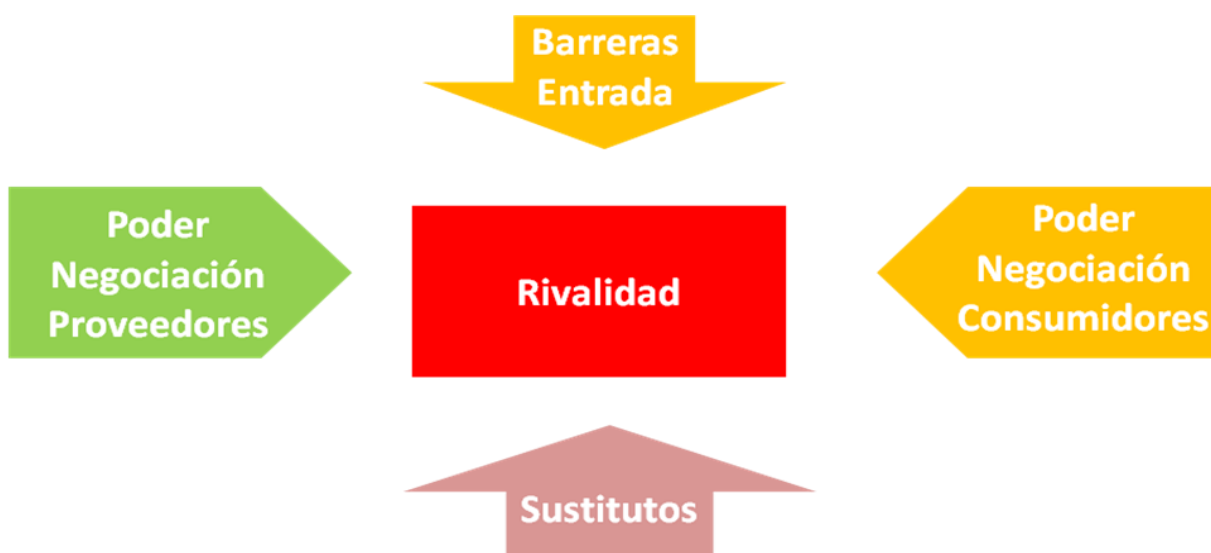 Barreras
Entrada
Poder
Negociación
Proveedores
Rivalidad
Poder
Negociación
Consumidores
Sustitutos